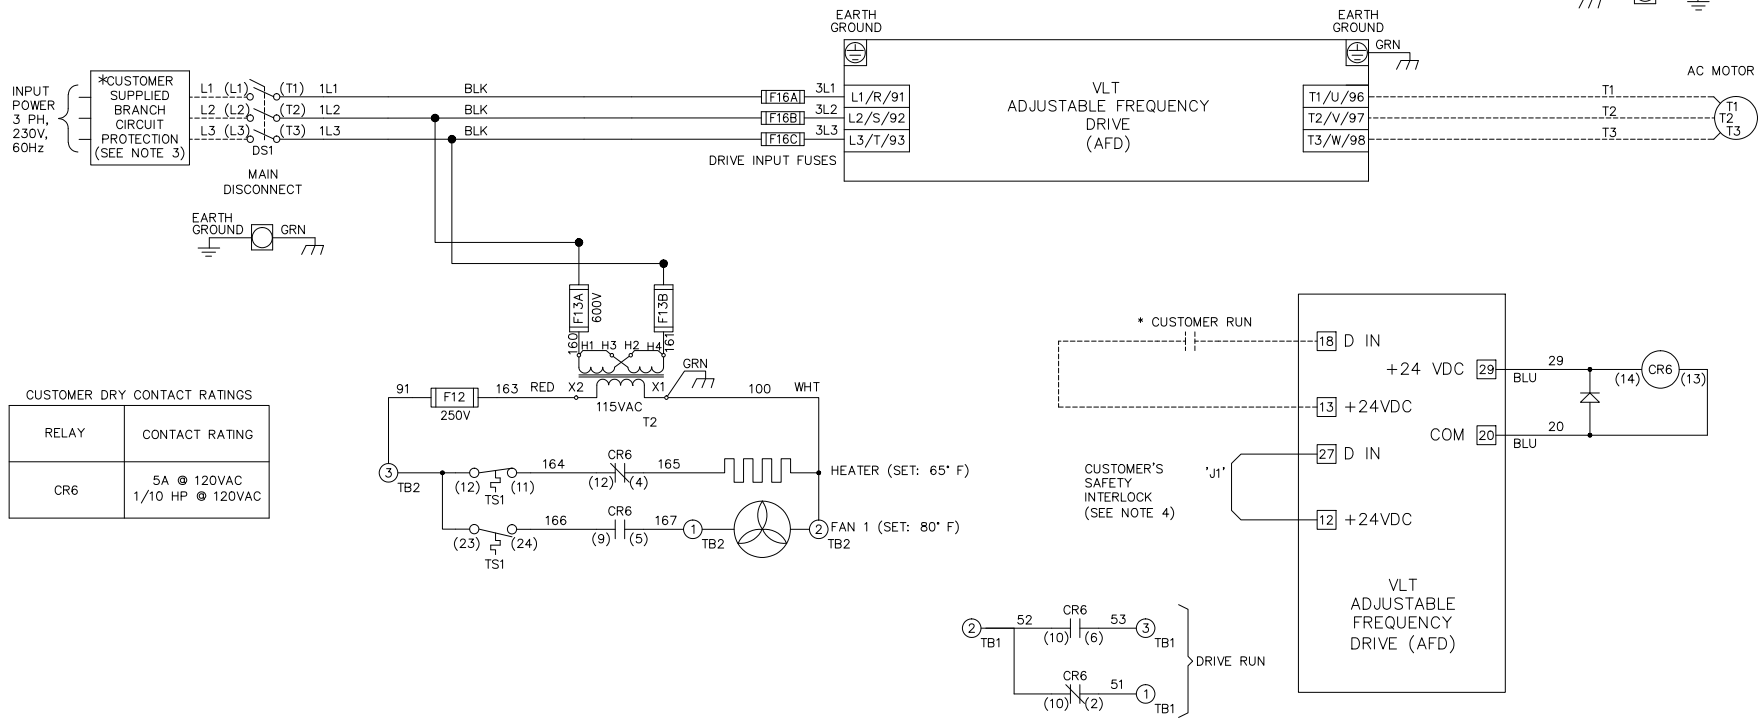 INPUT
POWER
3 PH,
230V,
60Hz
*CUSTOMER
SUPPLIED
BRANCH
CIRCUIT
PROTECTION
(SEE NOTE 3)
L1 (L1) (T1) 1L1 BLK F16A 3L1
L2 (L2) (T2) 1L2 BLK F16B 3L2
L3 (L3) (T3) 1L3 BLK F16C 3L3
DS1
MAIN
DISCONNECT
DRIVE INPUT FUSES
EARTH
GROUND
GRN
EARTH
GROUND
L1/R/91
L2/S/92
L3/T/93
VLT
ADJUSTABLE FREQUENCY
DRIVE
(AFD)
EARTH
GROUND
GRN
T1/U/96
T2/V/97
T3/W/98
T1
T2
T3
AC MOTOR
T1
T2
T3
F13A
600V
F13B
160
161
H1 H3 H2 H4
GRN
91
F12
250V
163
RED
X2
X1
115VAC
T2
100
WHT
CUSTOMER DRY CONTACT RATINGS
RELAY
CONTACT RATING
CR6
5A @ 120VAC
1/10 HP @ 120VAC
3
TB2
(12)
TS1
(11)
164
CR6
(12)
(4)
165
HEATER (SET: 65° F)
(23)
TS1
(24)
166
CR6
(9)
(5)
167
1
TB2
2
TB2
FAN 1 (SET: 80° F)
* CUSTOMER RUN
18
D IN
13
+24VDC
27
D IN
12
+24VDC
CUSTOMER'S
SAFETY
INTERLOCK
(SEE NOTE 4)
'J1'
+24 VDC
29
BLU
29
(14)
CR6
(13)
COM
20
BLU
20
VLT
ADJUSTABLE
FREQUENCY
DRIVE (AFD)
2
TB1
52
CR6
(10)
(6)
53
3
TB1
CR6
(10)
(2)
51
1
TB1
DRIVE RUN